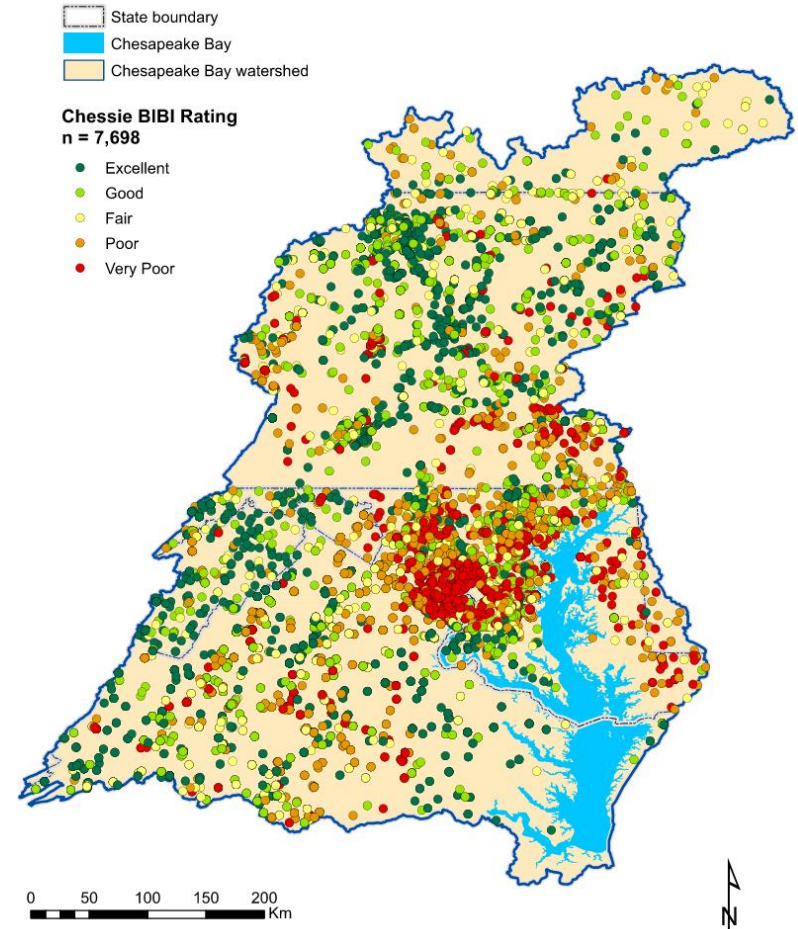 State boundary
Chesapeake Bay
Chesapeake Bay watershed
Chessie BIBI Rating
n = 7,698
Excellent
Good
Fair
Poor
Very Poor
0 50 100 150 200
Km
N